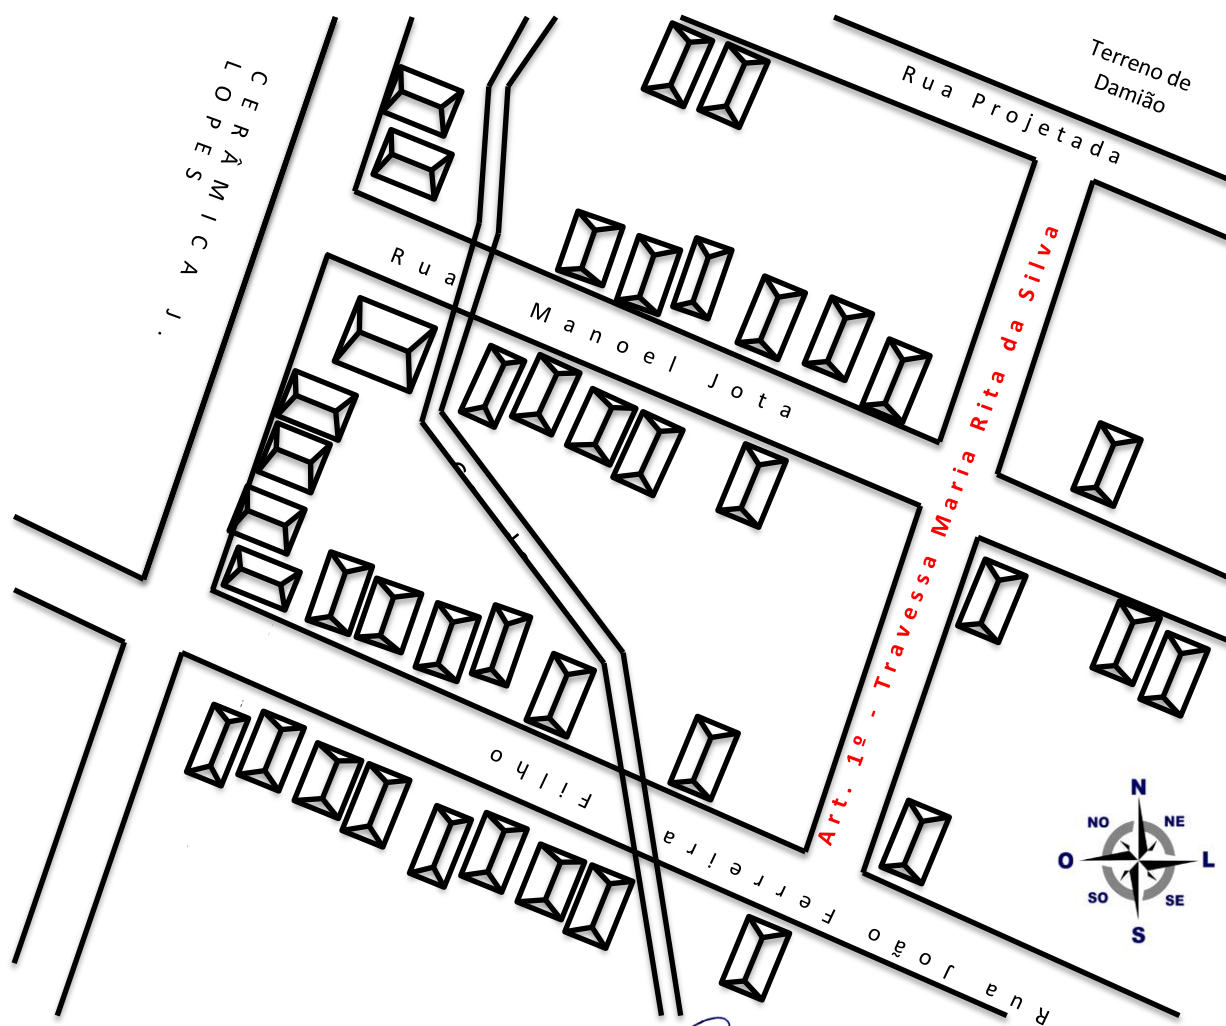 Terreno de
Damião
Rua Projetada
CERÂMICA J.
LOPES
Rua Manoel Jota
Art. 1º - Travessa Maria Rita da Silva
Rua João Ferreira Filho
N
NO
NE
O
L
SO
SE
S